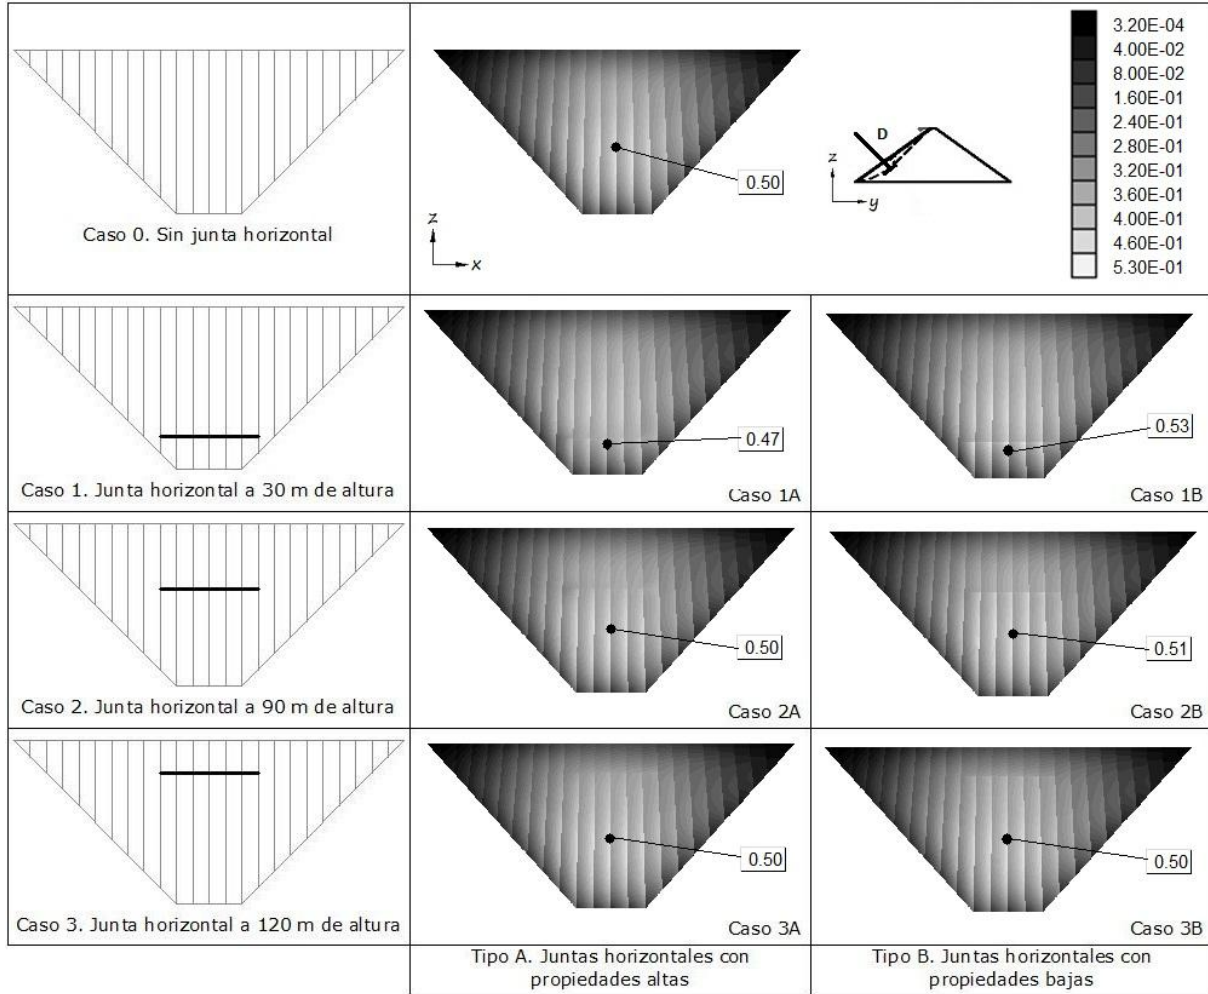 0.50
D
z
y
z
x
3.20E-04
4.00E-02
8.00E-02
1.60E-01
2.40E-01
2.80E-01
3.20E-01
3.60E-01
4.00E-01
4.60E-01
5.30E-01
Caso 0. Sin junta horizontal
Caso 1. Junta horizontal a 30 m de altura
0.47
Caso 1A
0.53
Caso 1B
Caso 2. Junta horizontal a 90 m de altura
0.50
Caso 2A
0.51
Caso 2B
Caso 3. Junta horizontal a 120 m de altura
0.50
Caso 3A
0.50
Caso 3B
Tipo A. Juntas horizontales con
propiedades altas
Tipo B. Juntas horizontales con
propiedades bajas